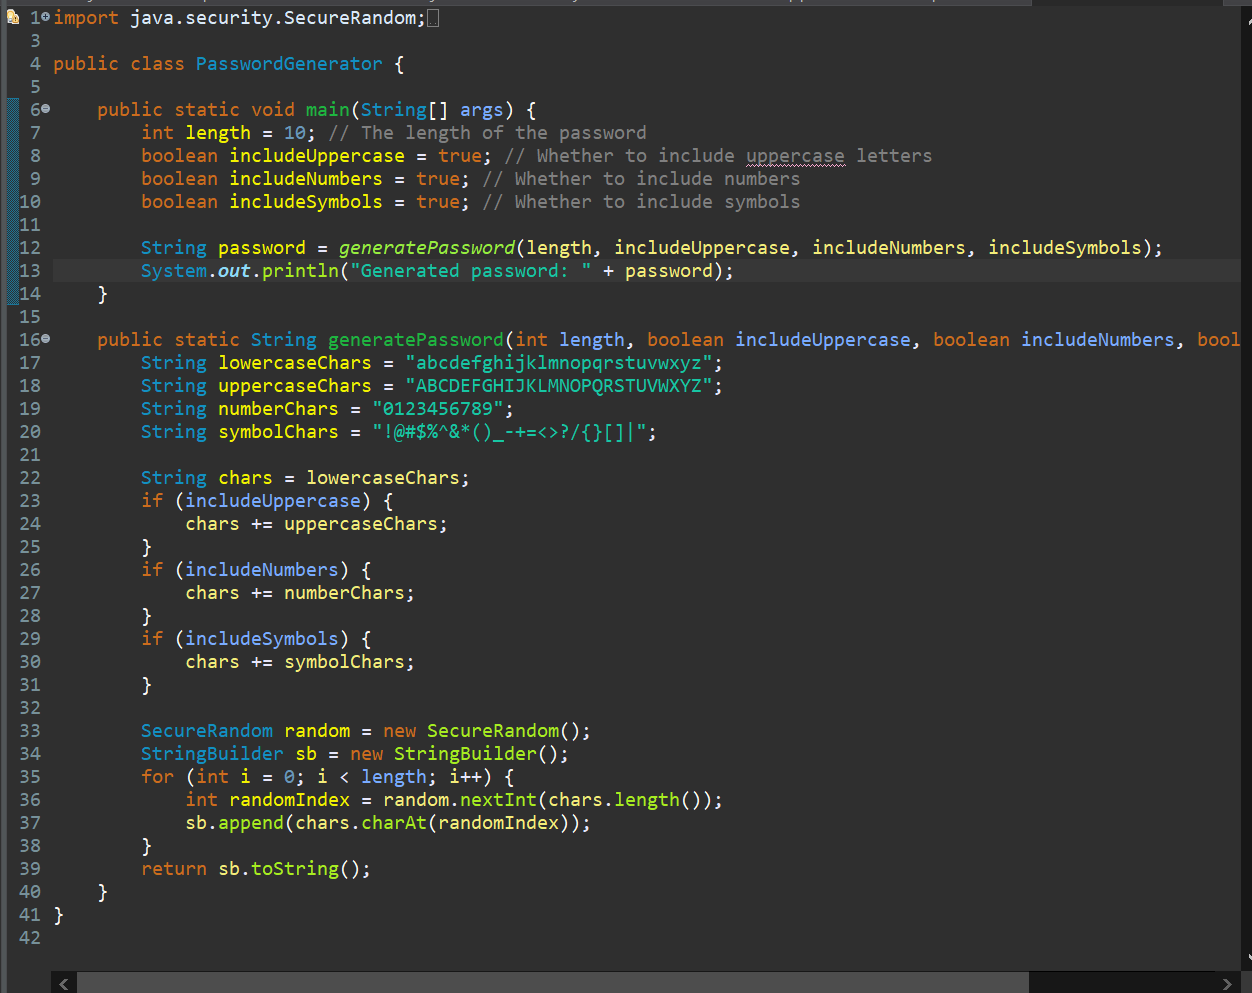 1 import java.security.SecureRandom;
3
4 public class PasswordGenerator {
5
6     public static void main(String[] args) {
7         int length = 10; // The length of the password
8         boolean includeUppercase = true; // Whether to include uppercase letters
9         boolean includeNumbers = true; // Whether to include numbers
10         boolean includeSymbols = true; // Whether to include symbols
11
12         String password = generatePassword(length, includeUppercase, includeNumbers, includeSymbols);
13         System.out.println("Generated password: " + password);
14     }
15
16     public static String generatePassword(int length, boolean includeUppercase, boolean includeNumbers, bool
17         String lowercaseChars = "abcdefghijklmnopqrstuvwxyz";
18         String uppercaseChars = "ABCDEFGHIJKLMNOPQRSTUVWXYZ";
19         String numberChars = "0123456789";
20         String symbolChars = "!@#$%^&*()_-+=<>?/{}[]|";
21
22         String chars = lowercaseChars;
23         if (includeUppercase) {
24             chars += uppercaseChars;
25         }
26         if (includeNumbers) {
27             chars += numberChars;
28         }
29         if (includeSymbols) {
30             chars += symbolChars;
31         }
32
33         SecureRandom random = new SecureRandom();
34         StringBuilder sb = new StringBuilder();
35         for (int i = 0; i < length; i++) {
36             int randomIndex = random.nextInt(chars.length());
37             sb.append(chars.charAt(randomIndex));
38         }
39         return sb.toString();
40     }
41 }
42